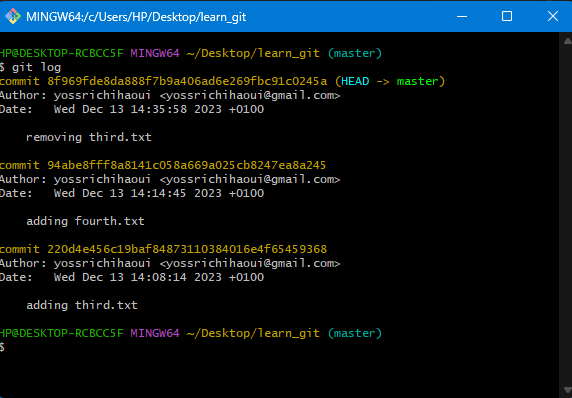 MINGW64:/c/Users/HP/Desktop/learn_git
HP@DESKTOP-RCBCC5F MINGW64 ~/Desktop/learn_git (master)
$ git log
commit 8f969fde8da888f7b9a406ad6e269fbc91c0245a (HEAD -> master)
Author: yossrichihaoui <yossrichihaoui@gmail.com>
Date:   Wed Dec 13 14:35:58 2023 +0100
    removing third.txt
commit 94abe8fff8a8141c058a669a025cb8247ea8a245
Author: yossrichihaoui <yossrichihaoui@gmail.com>
Date:   Wed Dec 13 14:14:45 2023 +0100
    adding fourth.txt
commit 220d4e456c19baf84873110384016e4f65459368
Author: yossrichihaoui <yossrichihaoui@gmail.com>
Date:   Wed Dec 13 14:08:14 2023 +0100
    adding third.txt
HP@DESKTOP-RCBCC5F MINGW64 ~/Desktop/learn_git (master)
$